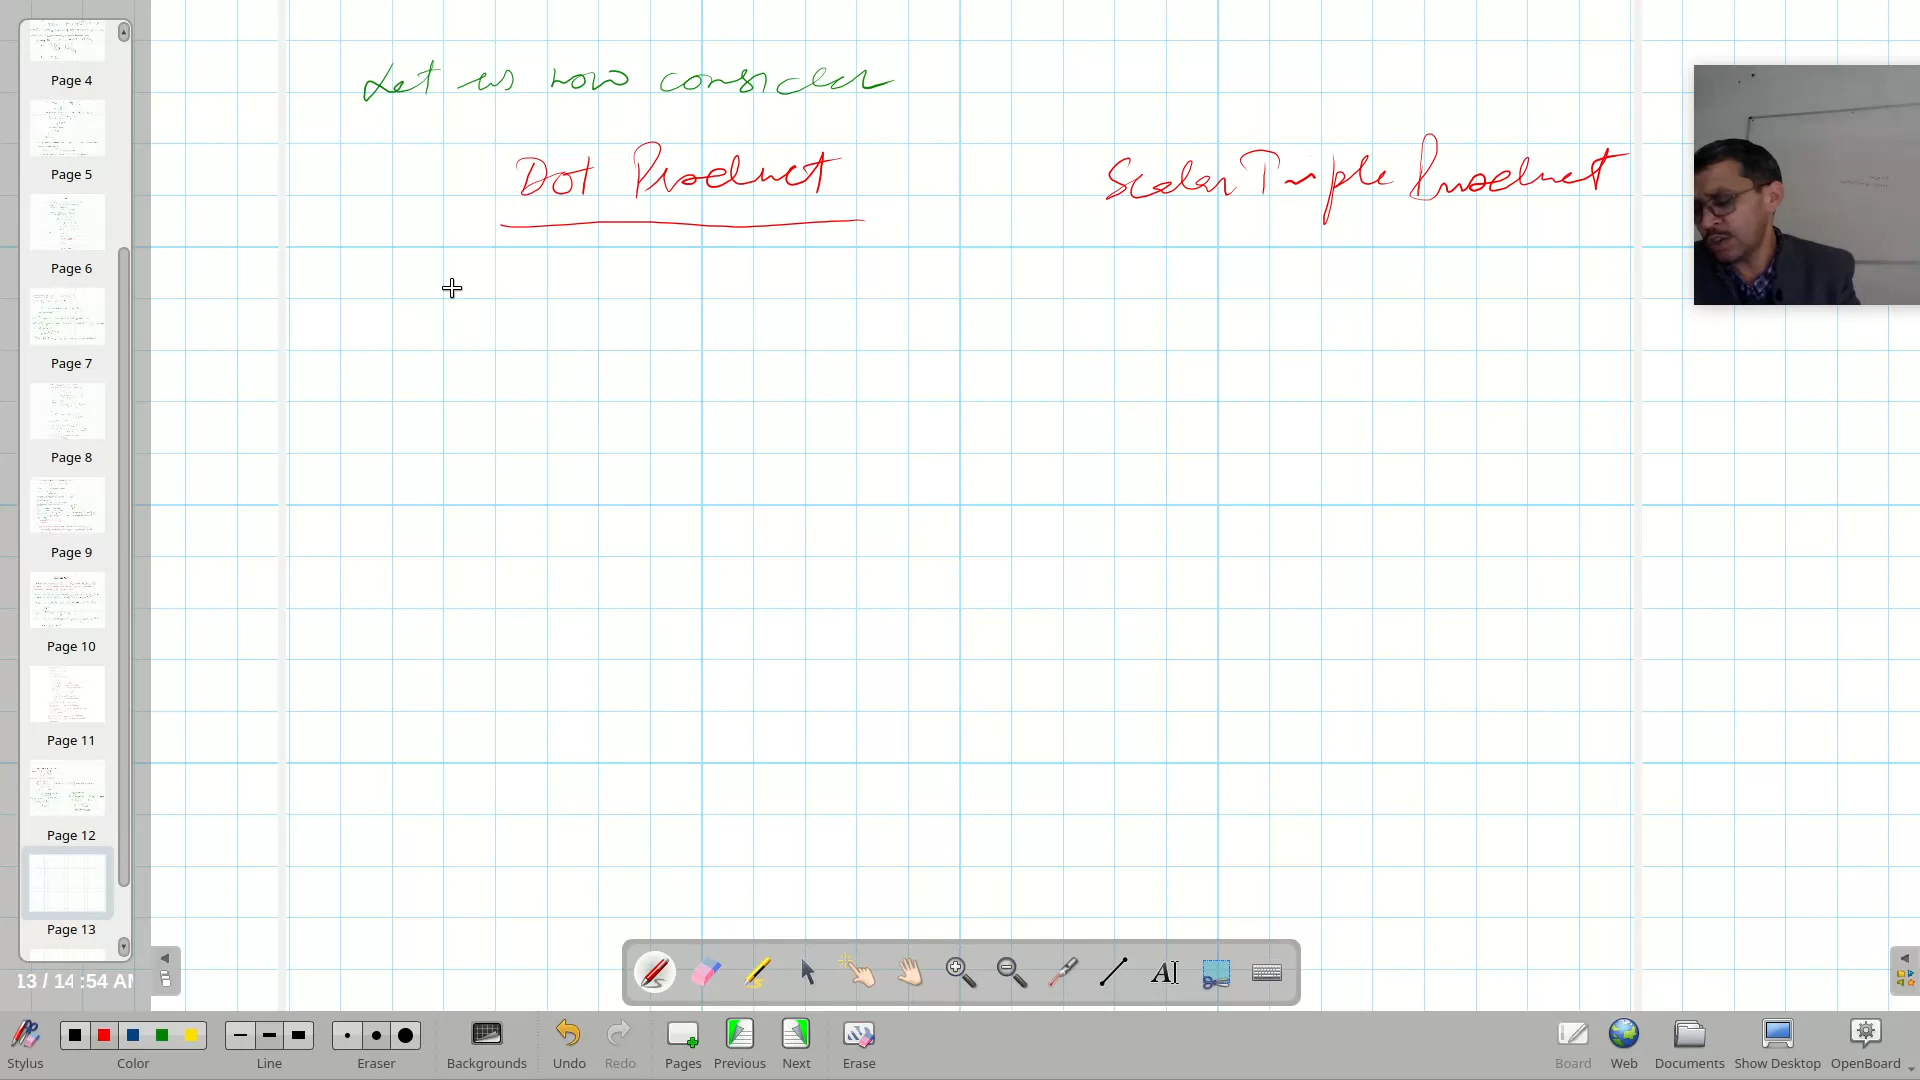 Let us now consider
Dot Product
Scalar Triple Product
Page 4
Page 5
Page 6
Page 7
Page 8
Page 9
Page 10
Page 11
Page 12
Page 13
13 / 14
:54 AM
Stylus
Color
Line
Eraser
Backgrounds
Undo
Redo
Pages
Previous
Next
Erase
Board
Web
Documents
Show Desktop
OpenBoard